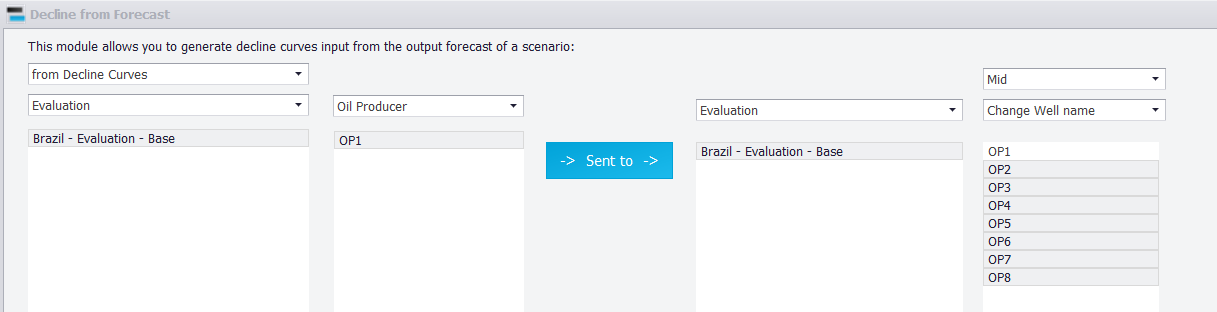 Decline from Forecast
This module allows you to generate decline curves input from the output forecast of a scenario:
from Decline Curves
Mid
Evaluation
Oil Producer
Evaluation
Change Well name
Brazil - Evaluation - Base
OP1
-> Sent to ->
Brazil - Evaluation - Base
OP1
OP2
OP3
OP4
OP5
OP6
OP7
OP8